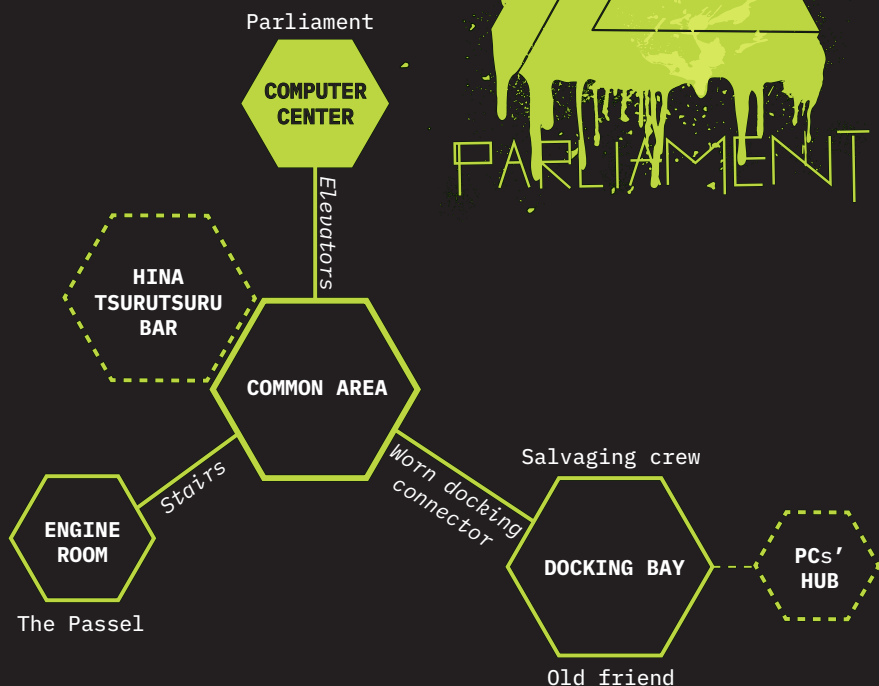 Parliament
COMPUTER
CENTER
PARLIAMENT
Elevators
HINA
TSURUTSURU
BAR
COMMON AREA
Stairs
Worn docking
connector
Salvaging crew
ENGINE
ROOM
DOCKING BAY
PCs’
HUB
The Passel
Old friend